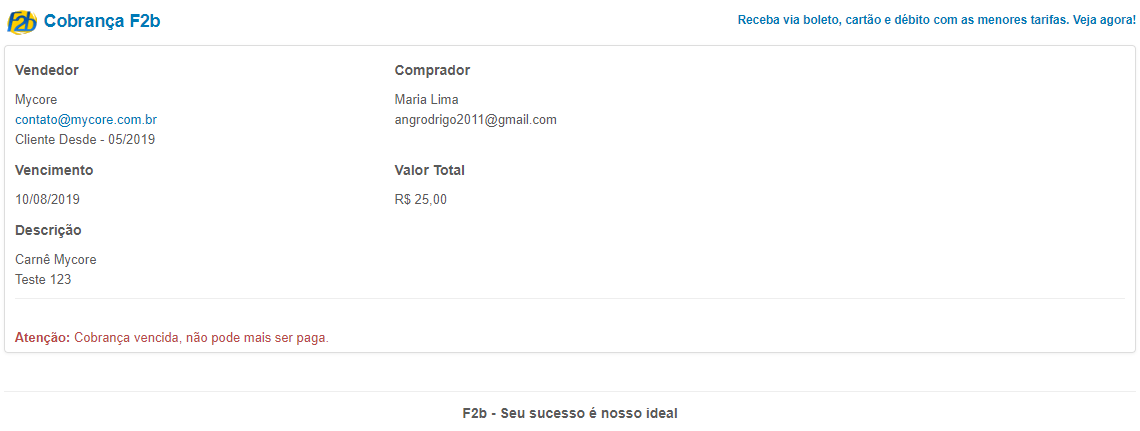 F2b Cobrança F2b
Receba via boleto, cartão e débito com as menores tarifas. Veja agora!
Vendedor
Mycore
contato@mycore.com.br
Cliente Desde - 05/2019
Comprador
Maria Lima
angrodrigo2011@gmail.com
Vencimento
10/08/2019
Valor Total
R$ 25,00
Descrição
Carnê Mycore
Teste 123
Atenção: Cobrança vencida, não pode mais ser paga.
F2b - Seu sucesso é nosso ideal